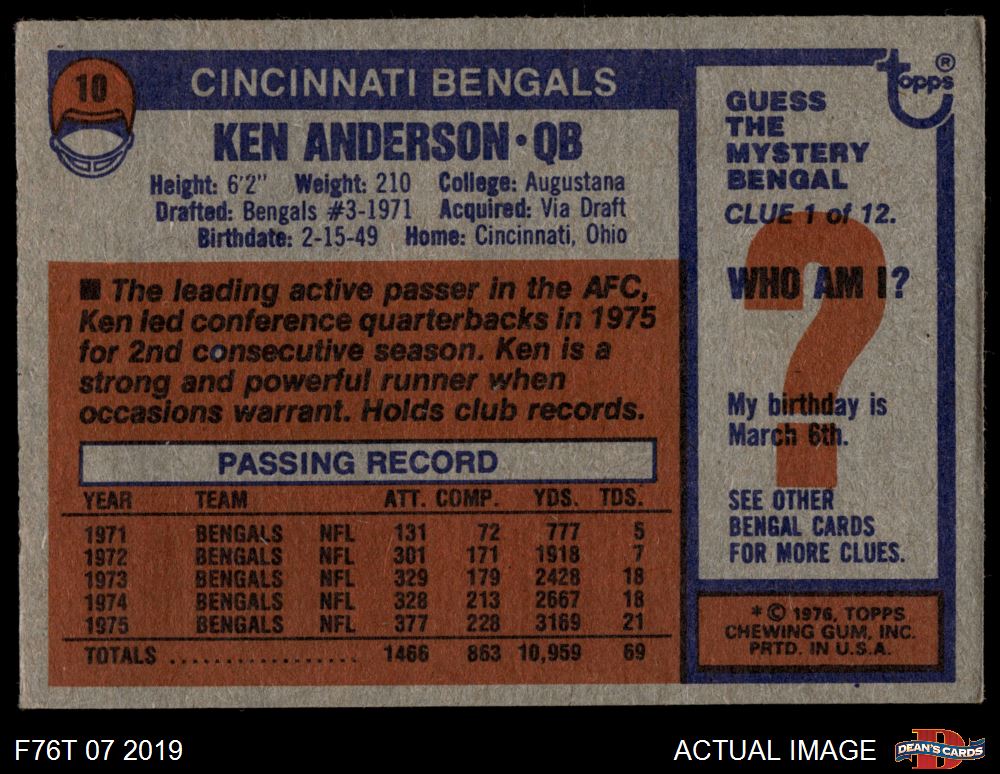 10
CINCINNATI BENGALS
KEN ANDERSON • QB
Height: 6'2" Weight: 210 College: Augustana
Drafted: Bengals #3-1971 Acquired: Via Draft
Birthdate: 2-15-49 Home: Cincinnati, Ohio
■ The leading active passer in the AFC,
Ken led conference quarterbacks in 1975
for 2nd consecutive season. Ken is a
strong and powerful runner when
occasions warrant. Holds club records.
PASSING RECORD
YEAR TEAM ATT. COMP. YDS. TDS.
1971 BENGALS NFL 131 72 777 5
1972 BENGALS NFL 301 171 1918 7
1973 BENGALS NFL 329 179 2428 18
1974 BENGALS NFL 328 213 2667 18
1975 BENGALS NFL 377 228 3169 21
TOTALS .................. 1466 863 10,959 69
topps ®
GUESS
THE
MYSTERY
BENGAL
CLUE 1 of 12.
?
WHO AM I?
My birthday is
March 6th.
SEE OTHER
BENGAL CARDS
FOR MORE CLUES.
* © 1976, TOPPS
CHEWING GUM, INC.
PRTD. IN U.S.A.
F76T 07 2019
ACTUAL IMAGE
DEAN'S CARDS